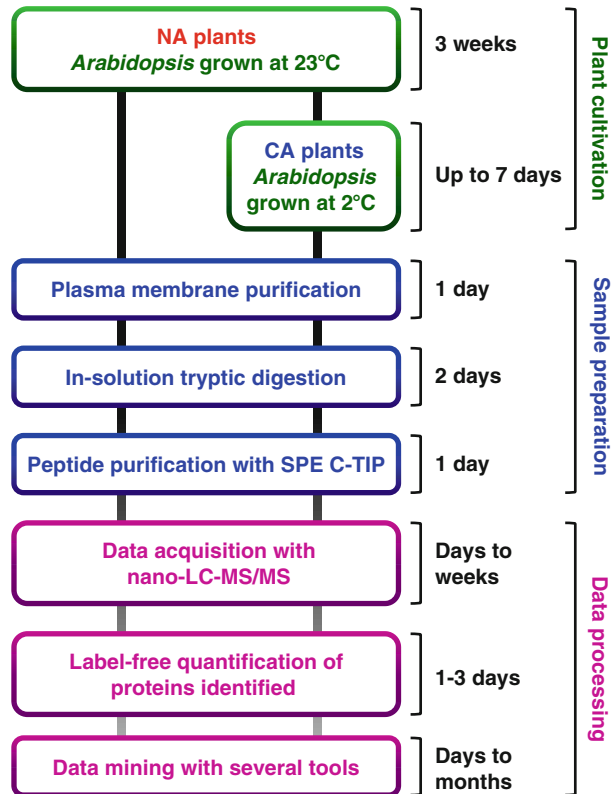 NA plants
Arabidopsis grown at 23°C
3 weeks
CA plants
Arabidopsis
grown at 2°C
Up to 7 days
Plant cultivation
Plasma membrane purification
1 day
In-solution tryptic digestion
2 days
Peptide purification with SPE C-TIP
1 day
Sample preparation
Data acquisition with
nano-LC-MS/MS
Days to
weeks
Label-free quantification of
proteins identified
1-3 days
Data mining with several tools
Days to
months
Data processing